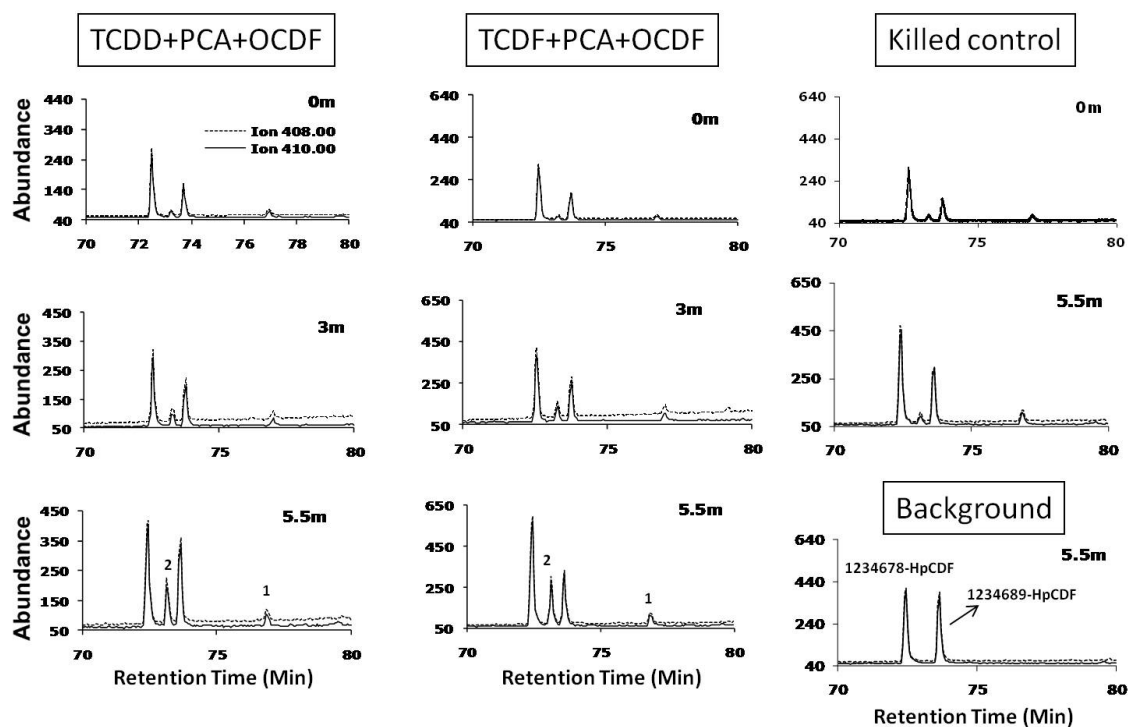 TCDD+PCA+OCDF
TCDF+PCA+OCDF
Killed control
Abundance
440
340
240
140
40
0m
Ion 408.00
Ion 410.00
70 72 74 76 78 80
640
440
240
40
0m
70 75 80
640
440
240
40
0m
70 75 80
Abundance
450
350
250
150
50
3m
70 75 80
650
450
250
50
3m
70 75 80
650
450
250
50
5.5m
70 75 80
Abundance
450
350
250
150
50
5.5m
2
1
70 75 80
Retention Time (Min)
650
450
250
50
5.5m
2
1
70 75 80
Retention Time (Min)
Background
640
440
240
40
5.5m
1234678-HpCDF
1234689-HpCDF
70 75 80
Retention Time (Min)